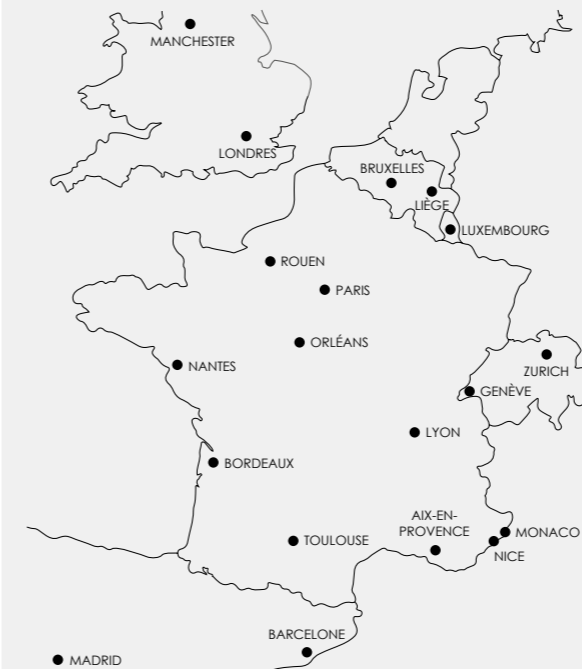 MANCHESTER
LONDRES
BRUXELLES
LIÈGE
LUXEMBOURG
ROUEN
PARIS
ORLÉANS
NANTES
ZURICH
GENÈVE
LYON
BORDEAUX
AIX-EN-
PROVENCE
MONACO
TOULOUSE
NICE
BARCELONE
MADRID